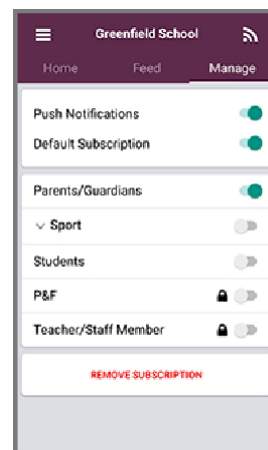 Greenfield School
Home Feed Manage
Push Notifications
Default Subscription
Parents/Guardians
Sport
Students
P&F
Teacher/Staff Member
REMOVE SUBSCRIPTION